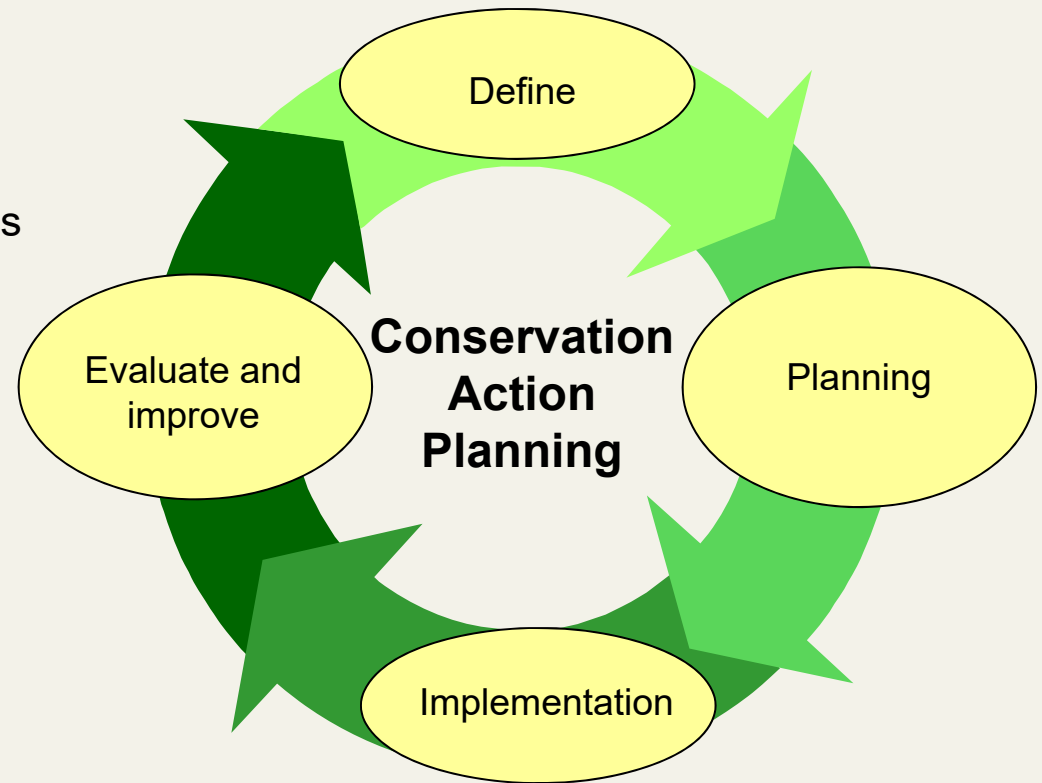 Define
s
Conservation
Action
Planning
Evaluate and
improve
Planning
Implementation